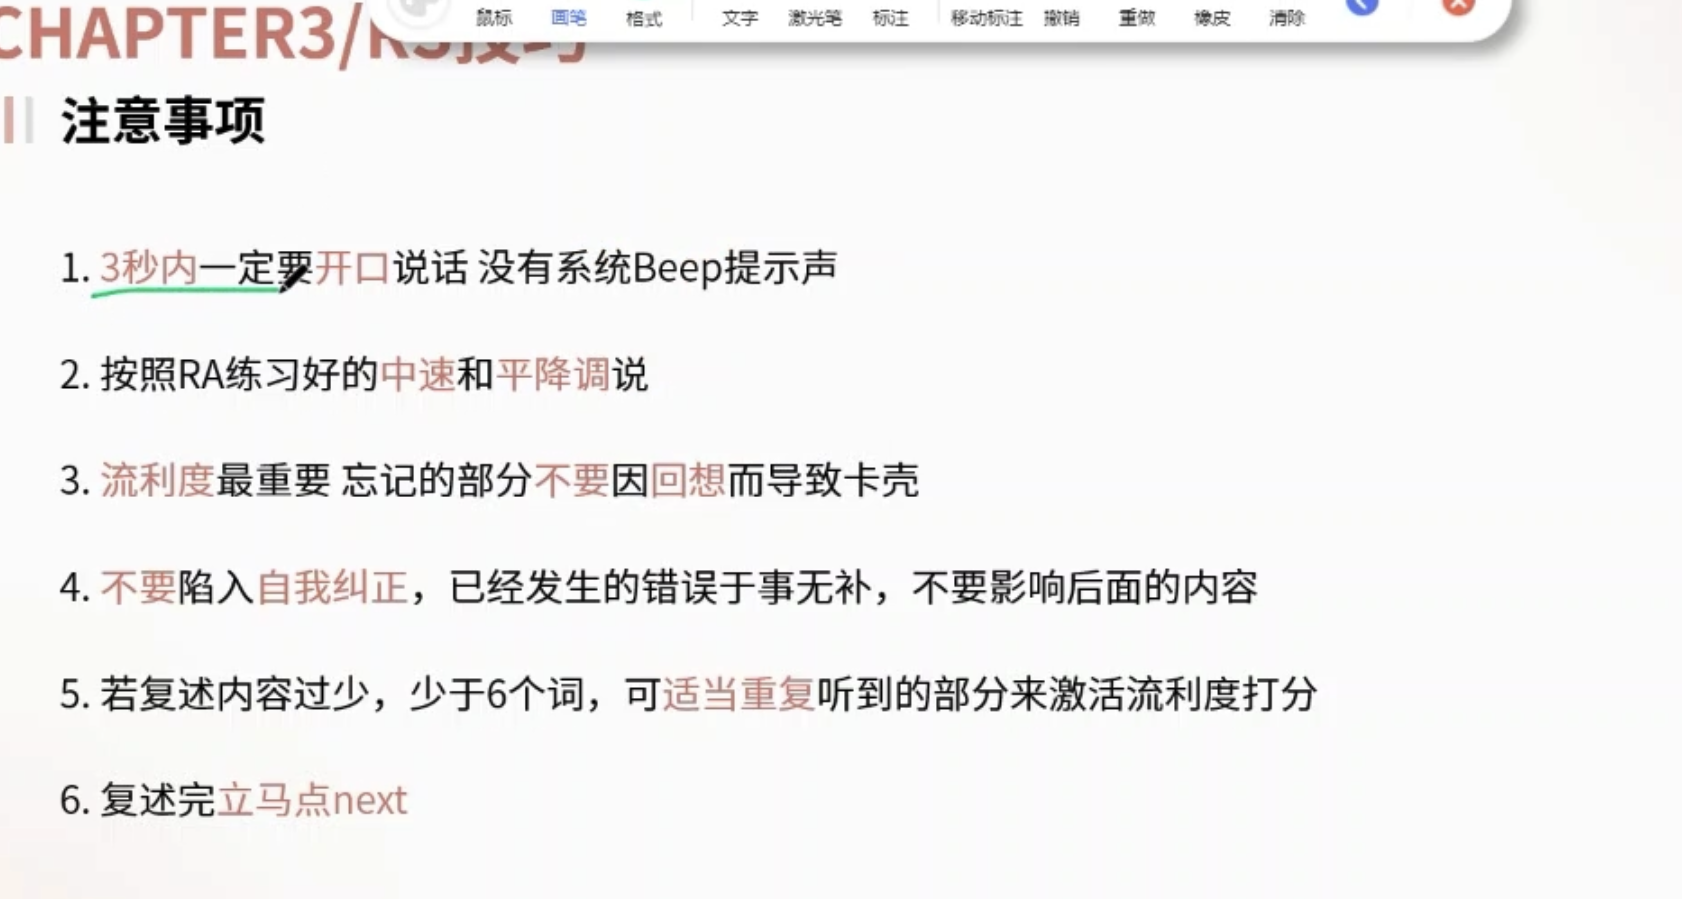 鼠标 画笔 格式 文字 激光笔 标注 移动标注 撤销 重做 橡皮 清除
CHAPTER3/RS技巧
注意事项
1. 3秒内一定要开口说话 没有系统Beep提示声
2. 按照RA练习好的中速和平降调说
3. 流利度最重要 忘记的部分不要因回想而导致卡壳
4. 不要陷入自我纠正，已经发生的错误于事无补，不要影响后面的内容
5. 若复述内容过少，少于6个词，可适当重复听到的部分来激活流利度打分
6. 复述完立马点next